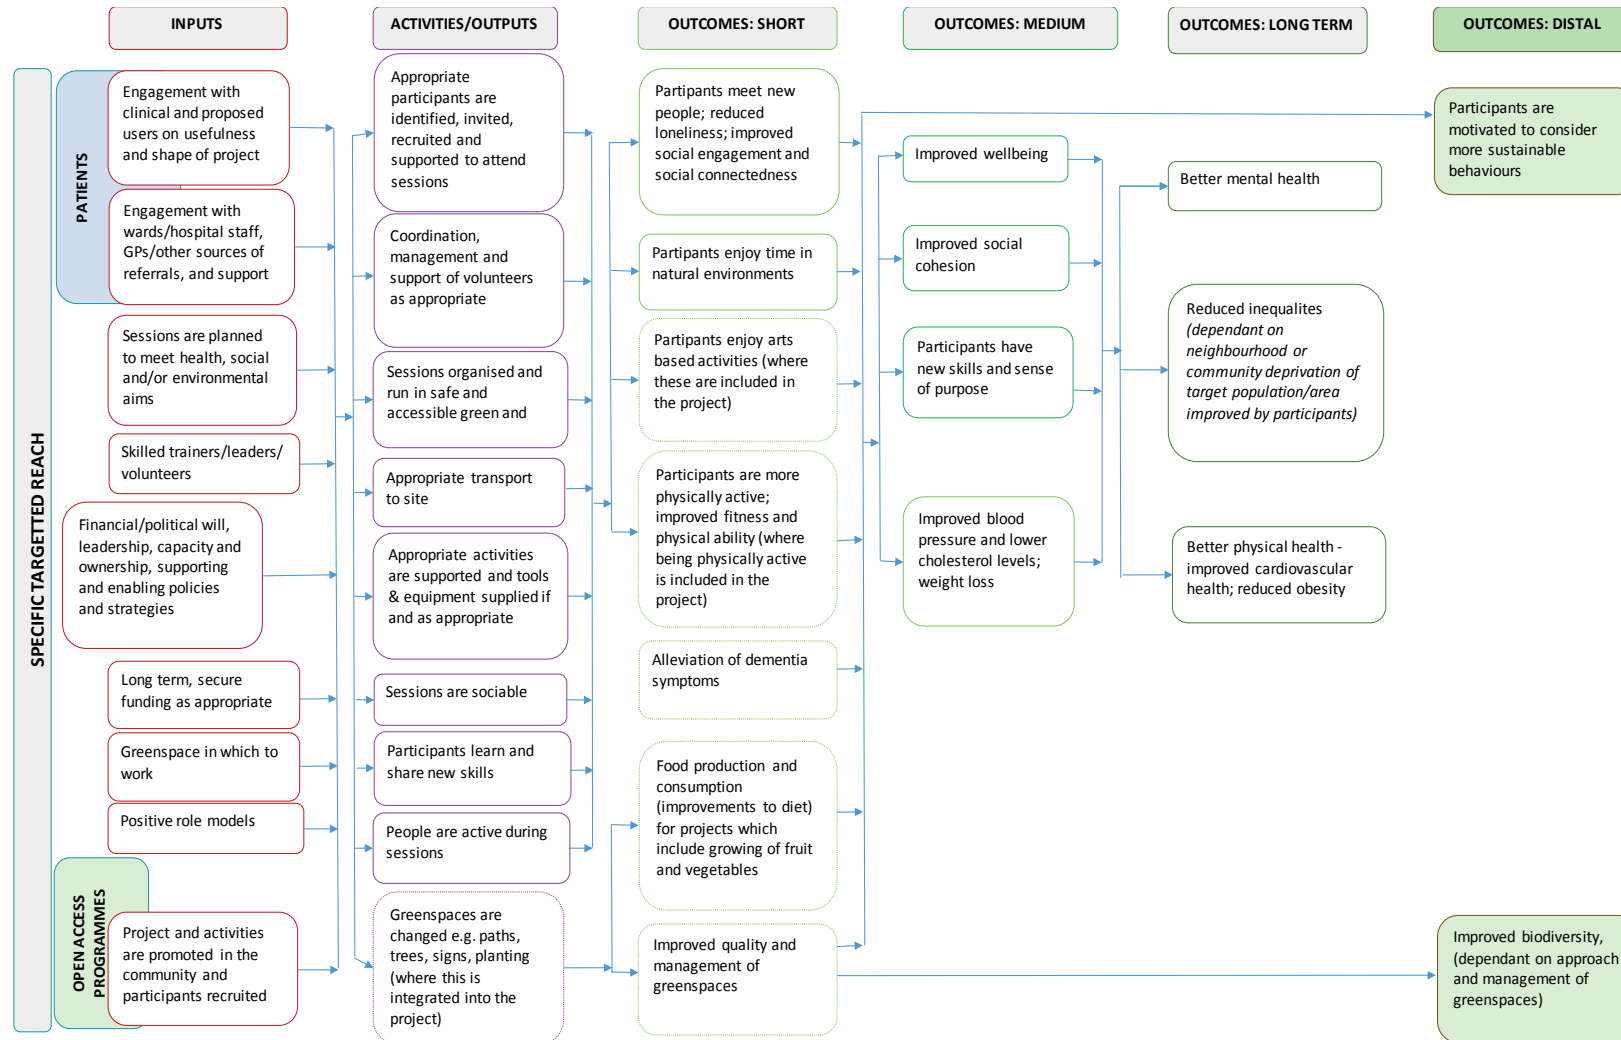 INPUTS
ACTIVITIES/OUTPUTS
OUTCOMES: SHORT
OUTCOMES: MEDIUM
OUTCOMES: LONG TERM
OUTCOMES: DISTAL
SPECIFIC TARGETTED REACH
PATIENTS
OPEN ACCESS
PROGRAMMES
Engagement with
clinical and proposed
users on usefulness
and shape of project
Engagement with
wards/hospital staff,
GPs/other sources of
referrals, and support
Sessions are planned
to meet health, social
and/or environmental
aims
Skilled trainers/leaders/
volunteers
Financial/political will,
leadership, capacity and
ownership, supporting
and enabling policies
and strategies
Long term, secure
funding as appropriate
Greenspace in which to
work
Positive role models
Project and activities
are promoted in the
community and
participants recruited
Appropriate
participants are
identified, invited,
recruited and
supported to attend
sessions
Coordination,
management and
support of volunteers
as appropriate
Sessions organised and
run in safe and
accessible green and
Appropriate transport
to site
Appropriate activities
are supported and tools
& equipment supplied if
and as appropriate
Sessions are sociable
Participants learn and
share new skills
People are active during
sessions
Greenspaces are
changed e.g. paths,
trees, signs, planting
(where this is
integrated into the
project)
Partipants meet new
people; reduced
loneliness; improved
social engagement and
social connectedness
Partipants enjoy time in
natural environments
Partipants enjoy arts
based activities (where
these are included in
the project)
Participants are more
physically active;
improved fitness and
physical ability (where
being physically active
is included in the
project)
Alleviation of dementia
symptoms
Food production and
consumption
(improvements to diet)
for projects which
include growing of fruit
and vegetables
Improved quality and
management of
greenspaces
Improved wellbeing
Improved social
cohesion
Participants have
new skills and sense
of purpose
Improved blood
pressure and lower
cholesterol levels;
weight loss
Better mental health
Reduced inequalites
(dependant on
neighbourhood or
community deprivation of
target population/area
improved by participants)
Better physical health -
improved cardiovascular
health; reduced obesity
Participants are
motivated to consider
more sustainable
behaviours
Improved biodiversity,
(dependant on approach
and management of
greenspaces)